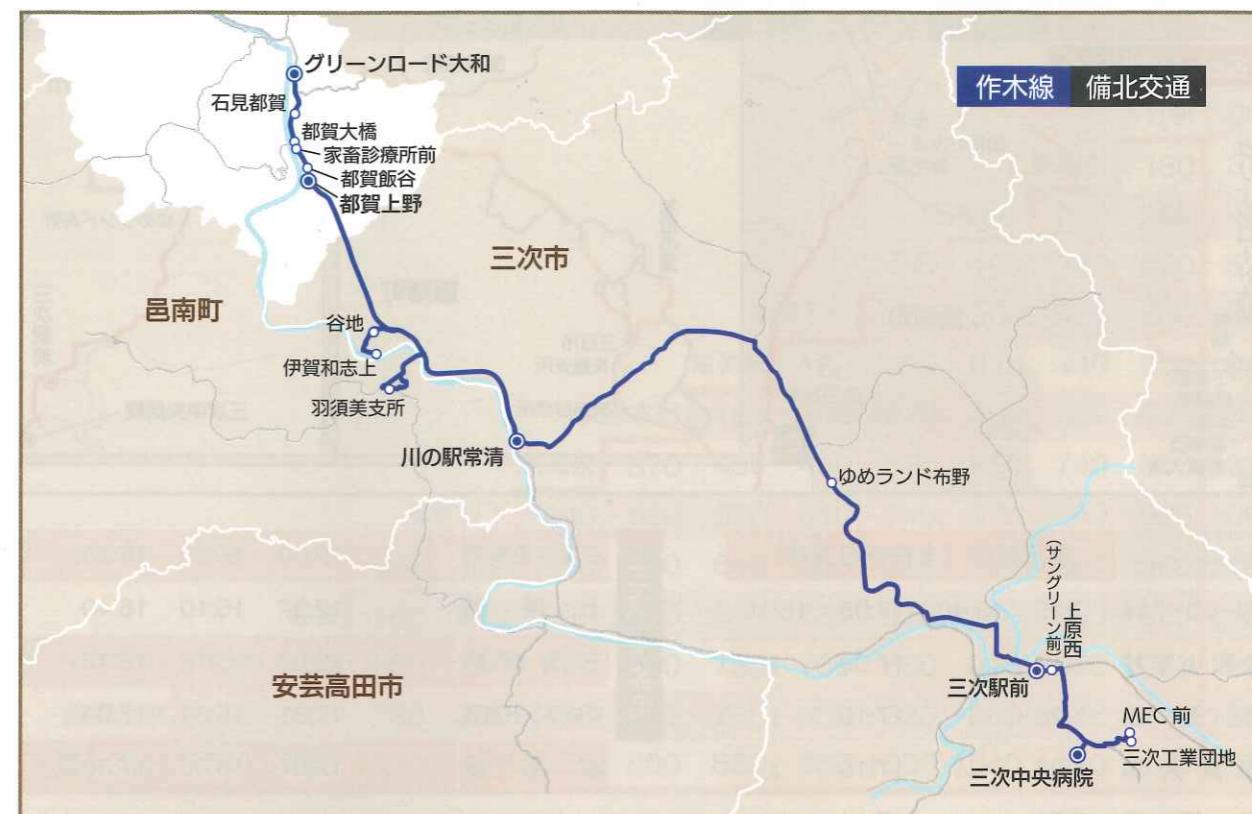 作木線 備北交通
グリーンロード大和
石見都賀
都賀大橋
家畜診療所前
都賀飯谷
都賀上野
三次市
邑南町
谷地
伊賀和志上
羽須美支所
川の駅常清
ゆめランド布野
上原西
(サングリーン前)
三次駅前
安芸高田市
MEC前
三次工業団地
三次中央病院